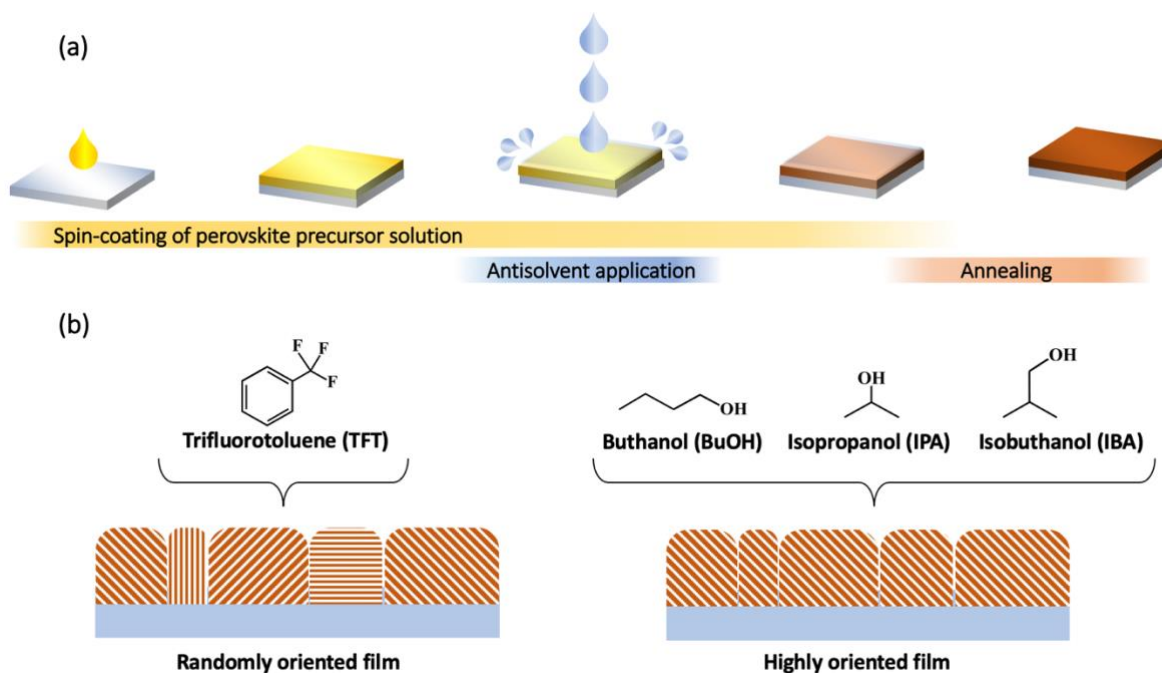 (a)
Spin-coating of perovskite precursor solution
Antisolvent application
Annealing
(b)
F
F
F
Trifluorotoluene (TFT)
OH
Buthanol (BuOH)
OH
Isopropanol (IPA)
OH
Isobuthanol (IBA)
Randomly oriented film
Highly oriented film